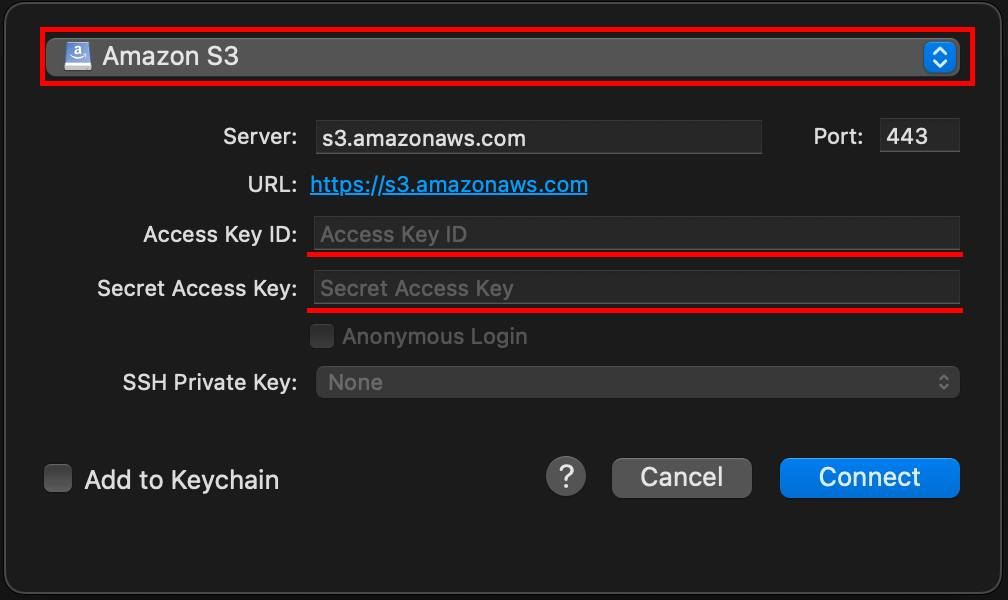 Amazon S3
Server: s3.amazonaws.com Port: 443
URL: https://s3.amazonaws.com
Access Key ID: Access Key ID
Secret Access Key: Secret Access Key
Anonymous Login
SSH Private Key: None
Add to Keychain ? Cancel Connect